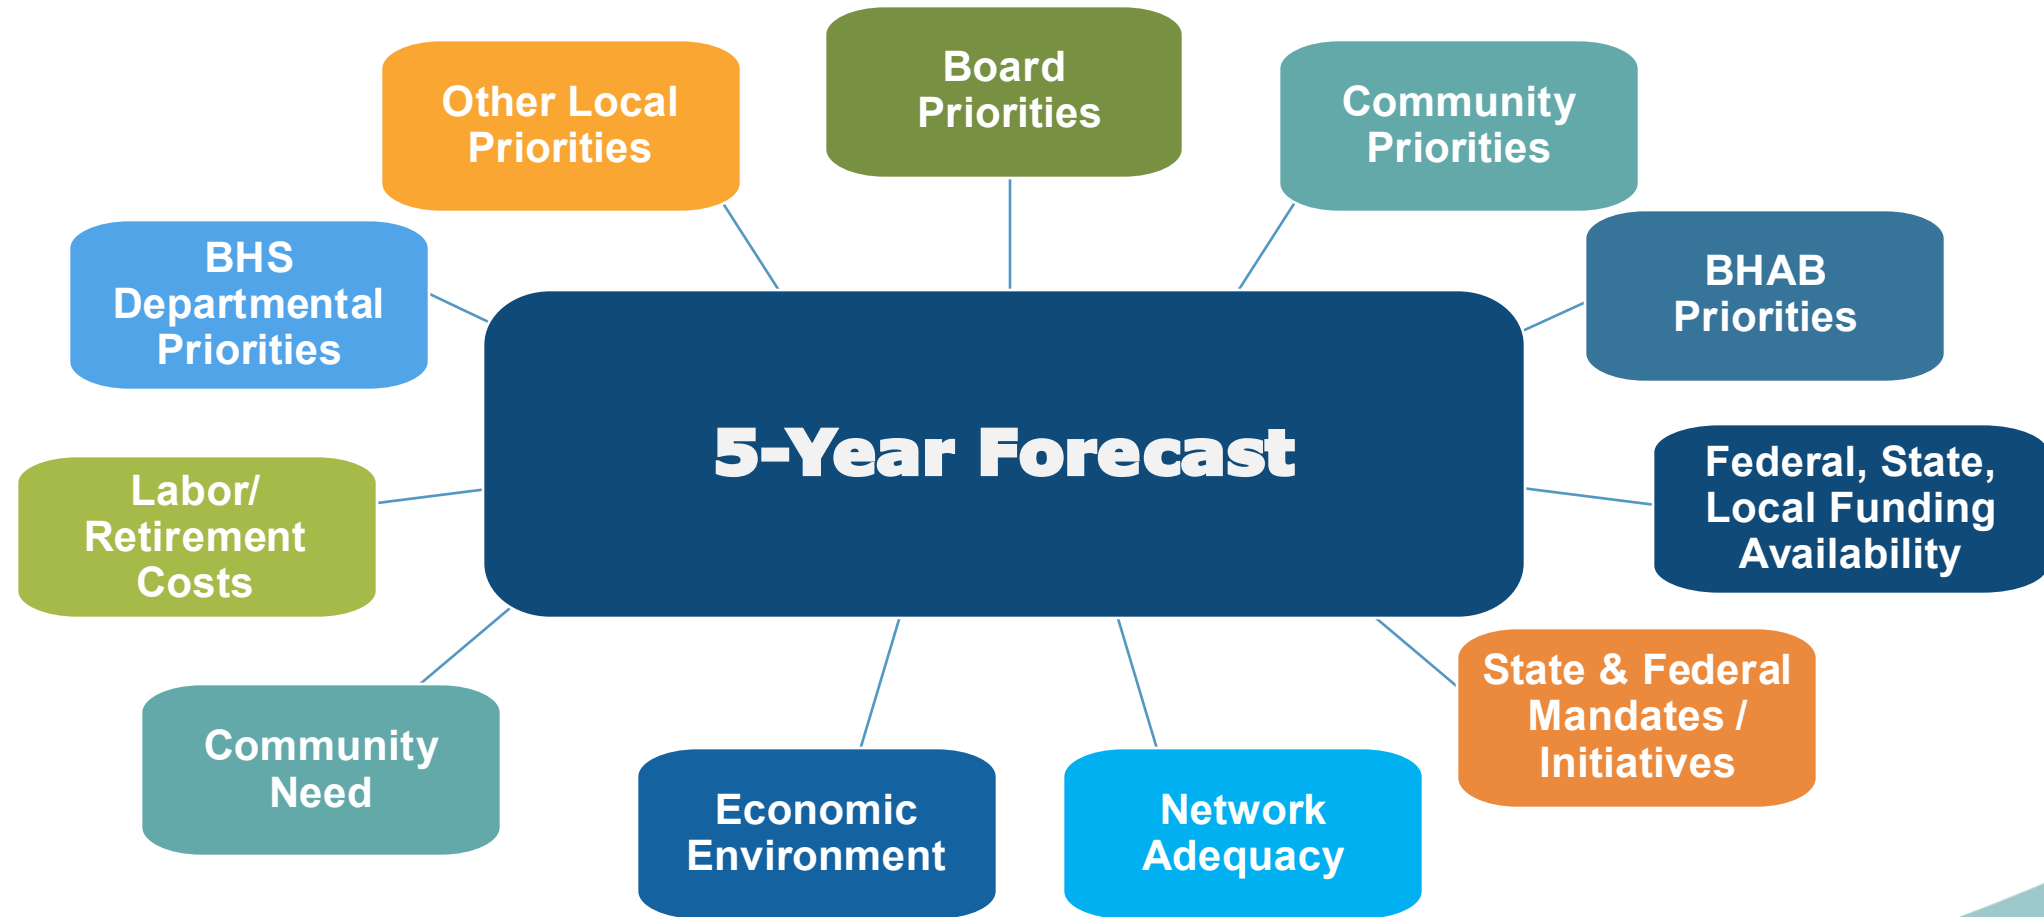 Board
Priorities
Other Local
Priorities
Community
Priorities
BHS
Departmental
Priorities
BHAB
Priorities
5-Year Forecast
Labor/
Retirement
Costs
Federal, State,
Local Funding
Availability
Community
Need
State & Federal
Mandates /
Initiatives
Economic
Environment
Network
Adequacy